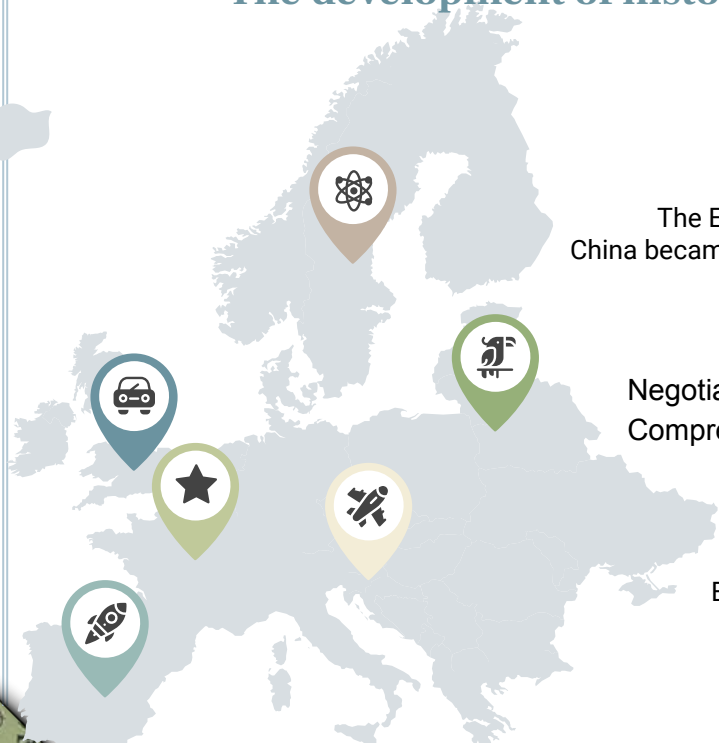 The development of histo
The E
China becam
Negotia
Compre
E